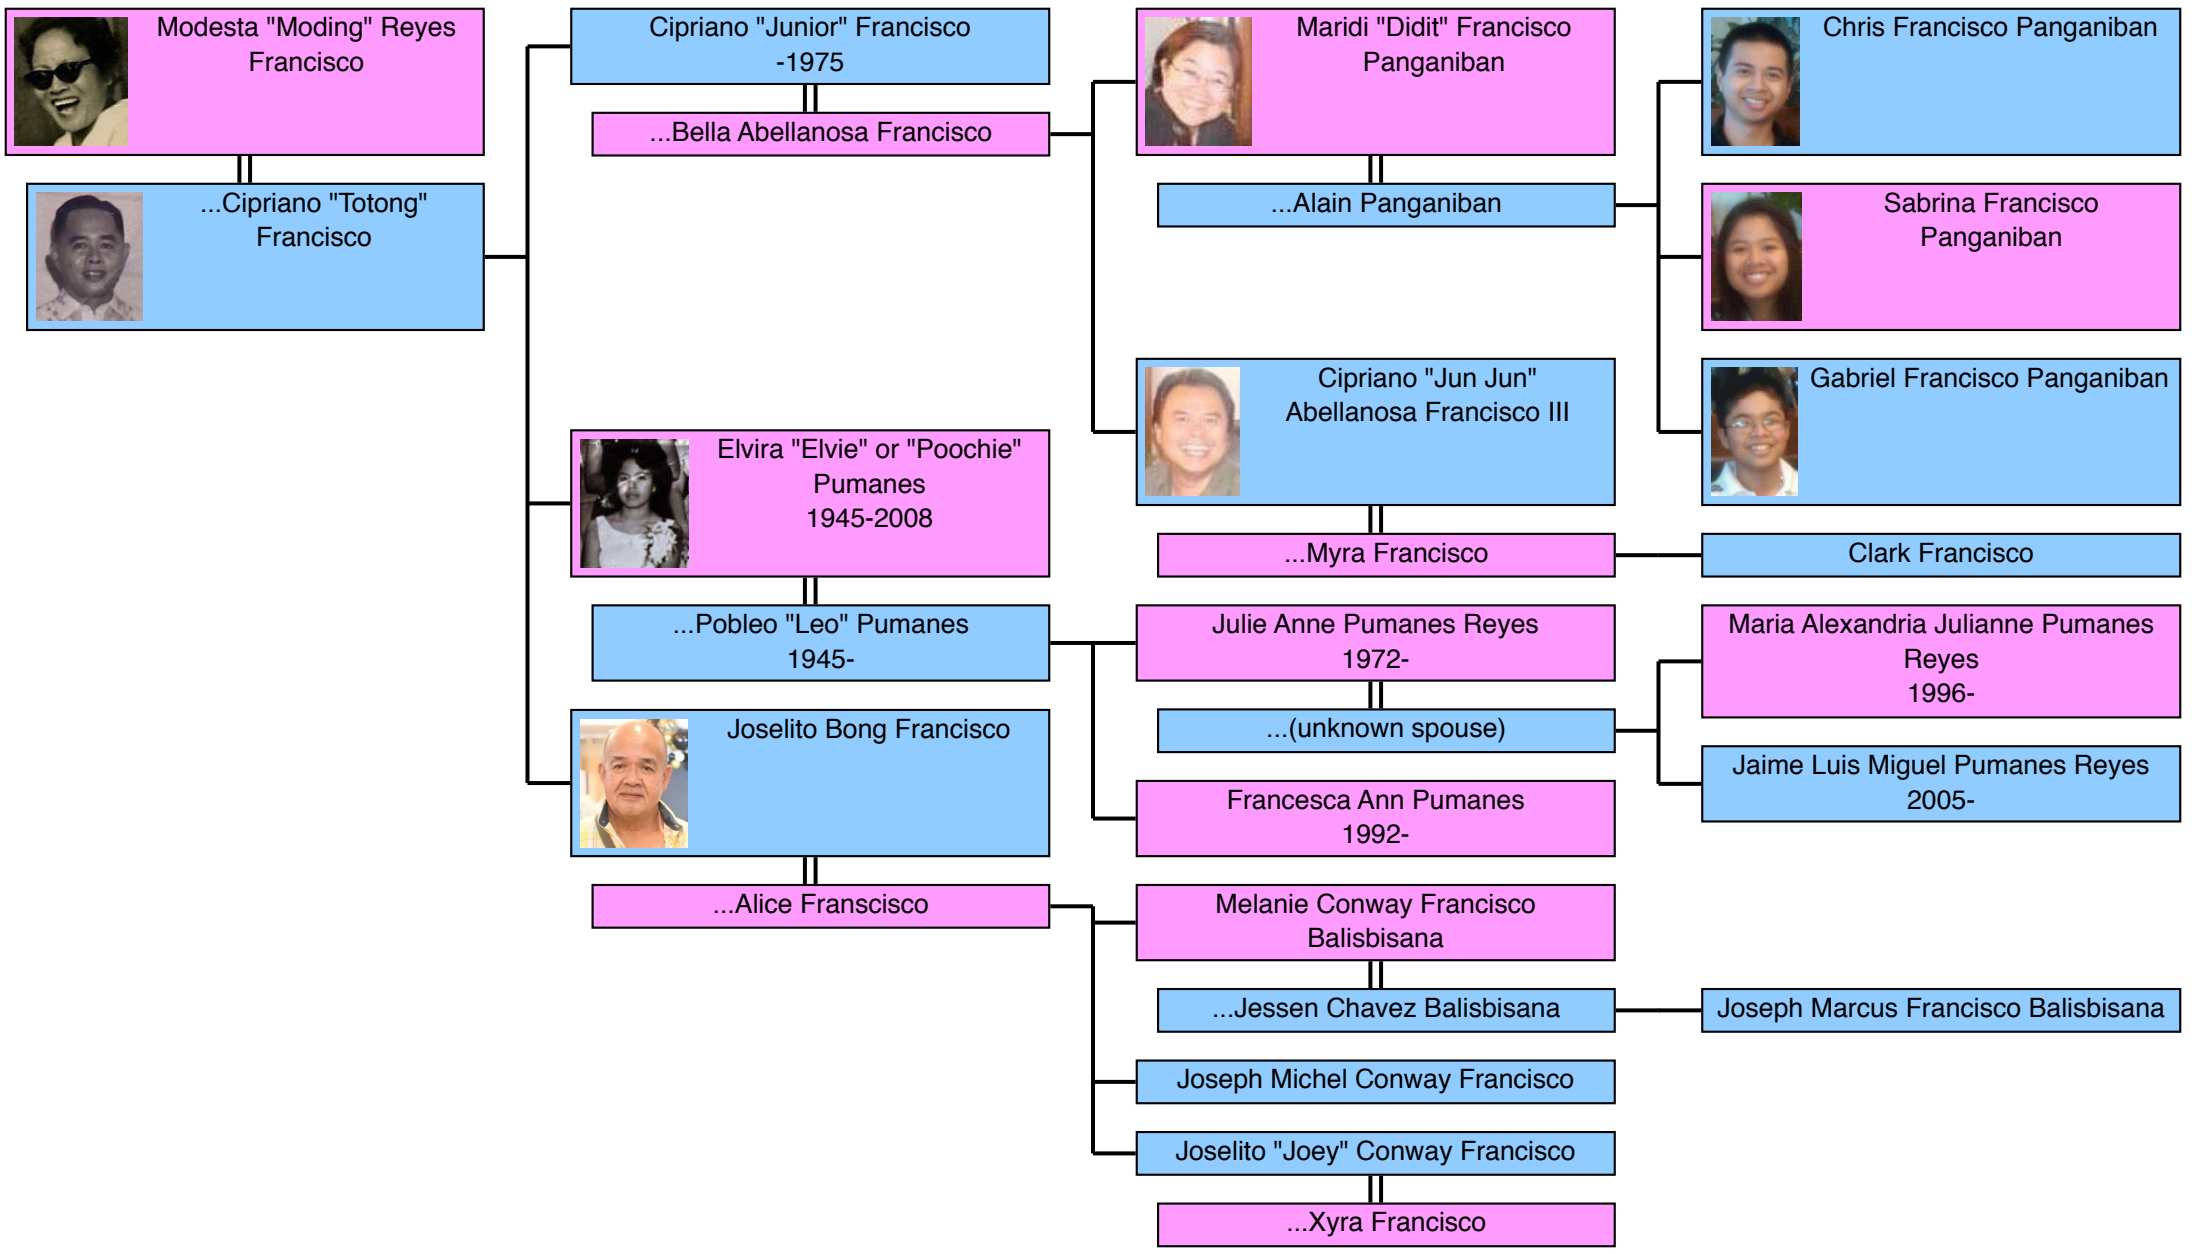 Modesta "Moding" Reyes
Francisco
...Cipriano "Totong"
Francisco
Cipriano "Junior" Francisco
-1975
...Bella Abellanosa Francisco
Elvira "Elvie" or "Poochie"
Pumanes
1945-2008
...Pobleo "Leo" Pumanes
1945-
Joselito Bong Francisco
...Alice Franscisco
Maridi "Didit" Francisco
Panganiban
...Alain Panganiban
Cipriano "Jun Jun"
Abellanosa Francisco III
...Myra Francisco
Julie Anne Pumanes Reyes
1972-
...(unknown spouse)
Francesca Ann Pumanes
1992-
Melanie Conway Francisco
Balisbisana
...Jessen Chavez Balisbisana
Joseph Michel Conway Francisco
Joselito "Joey" Conway Francisco
...Xyra Francisco
Chris Francisco Panganiban
Sabrina Francisco
Panganiban
Gabriel Francisco Panganiban
Clark Francisco
Maria Alexandria Julianne Pumanes
Reyes
1996-
Jaime Luis Miguel Pumanes Reyes
2005-
Joseph Marcus Francisco Balisbisana